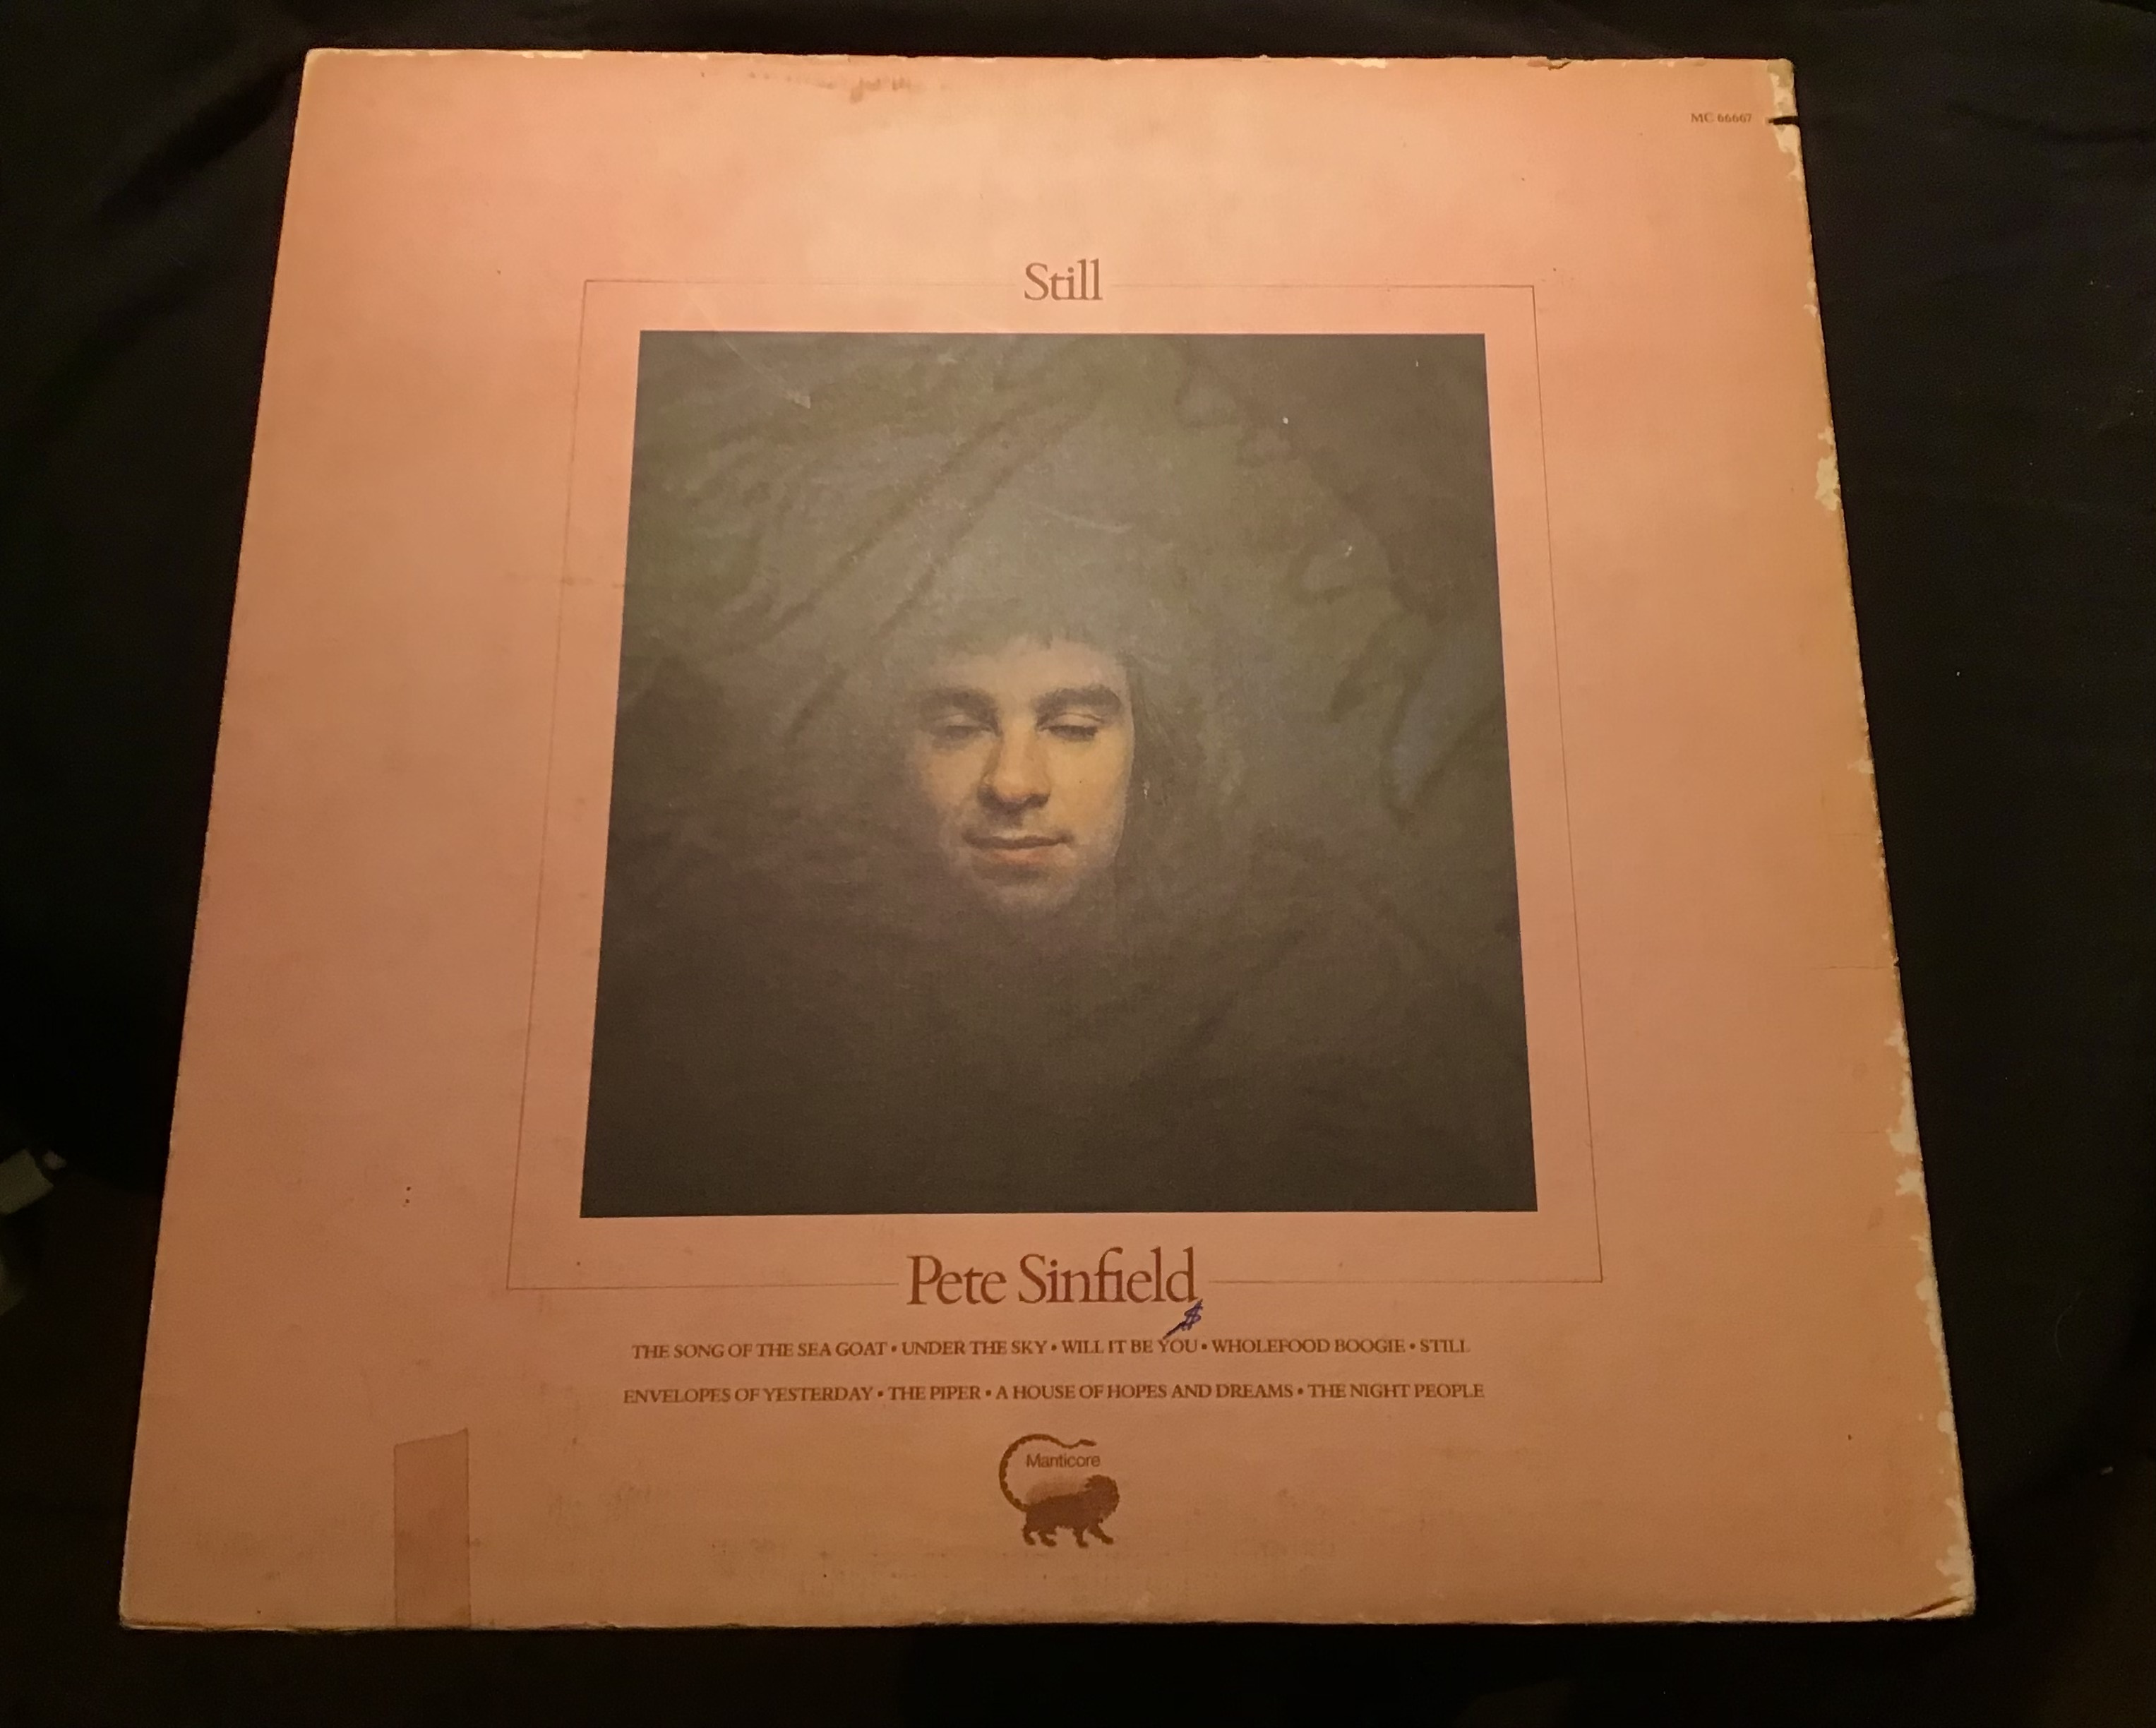 MC 66667
Still
Pete Sinfield
$
THE SONG OF THE SEA GOAT • UNDER THE SKY • WILL IT BE YOU • WHOLEFOOD BOOGIE • STILL
ENVELOPES OF YESTERDAY • THE PIPER • A HOUSE OF HOPES AND DREAMS • THE NIGHT PEOPLE
Manticore